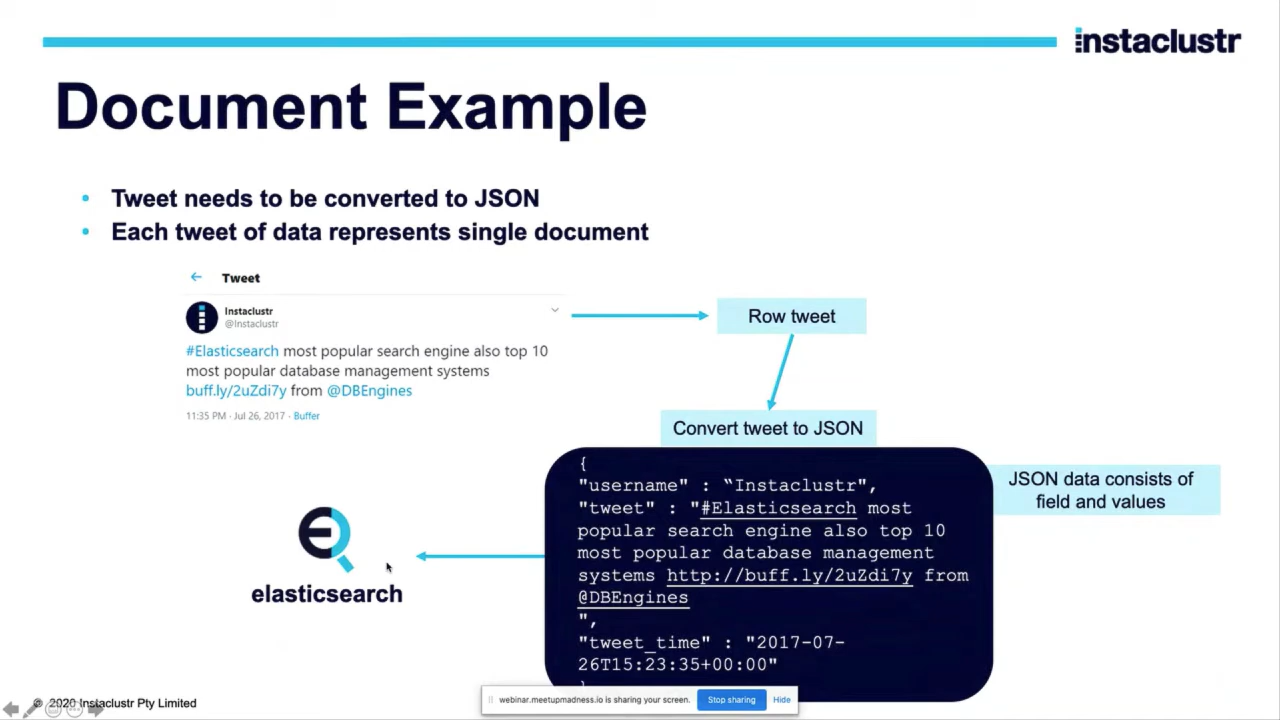 instaclustr
Document Example
• Tweet needs to be converted to JSON
• Each tweet of data represents single document
Tweet
Instaclustr
@Instaclustr
#Elasticsearch most popular search engine also top 10
most popular database management systems
buff.ly/2uZdi7y from @DBEngines
11:35 PM · Jul 26, 2017 · Buffer
Row tweet
Convert tweet to JSON
{
"username" : “Instaclustr",
"tweet" : "#Elasticsearch most
popular search engine also top 10
most popular database management
systems http://buff.ly/2uZdi7y from
@DBEngines
",
"tweet_time" : "2017-07-
26T15:23:35+00:00"
JSON data consists of
field and values
elasticsearch
© 2020 Instaclustr Pty Limited
webinar.meetupmadness.io is sharing your screen.
Stop sharing
Hide